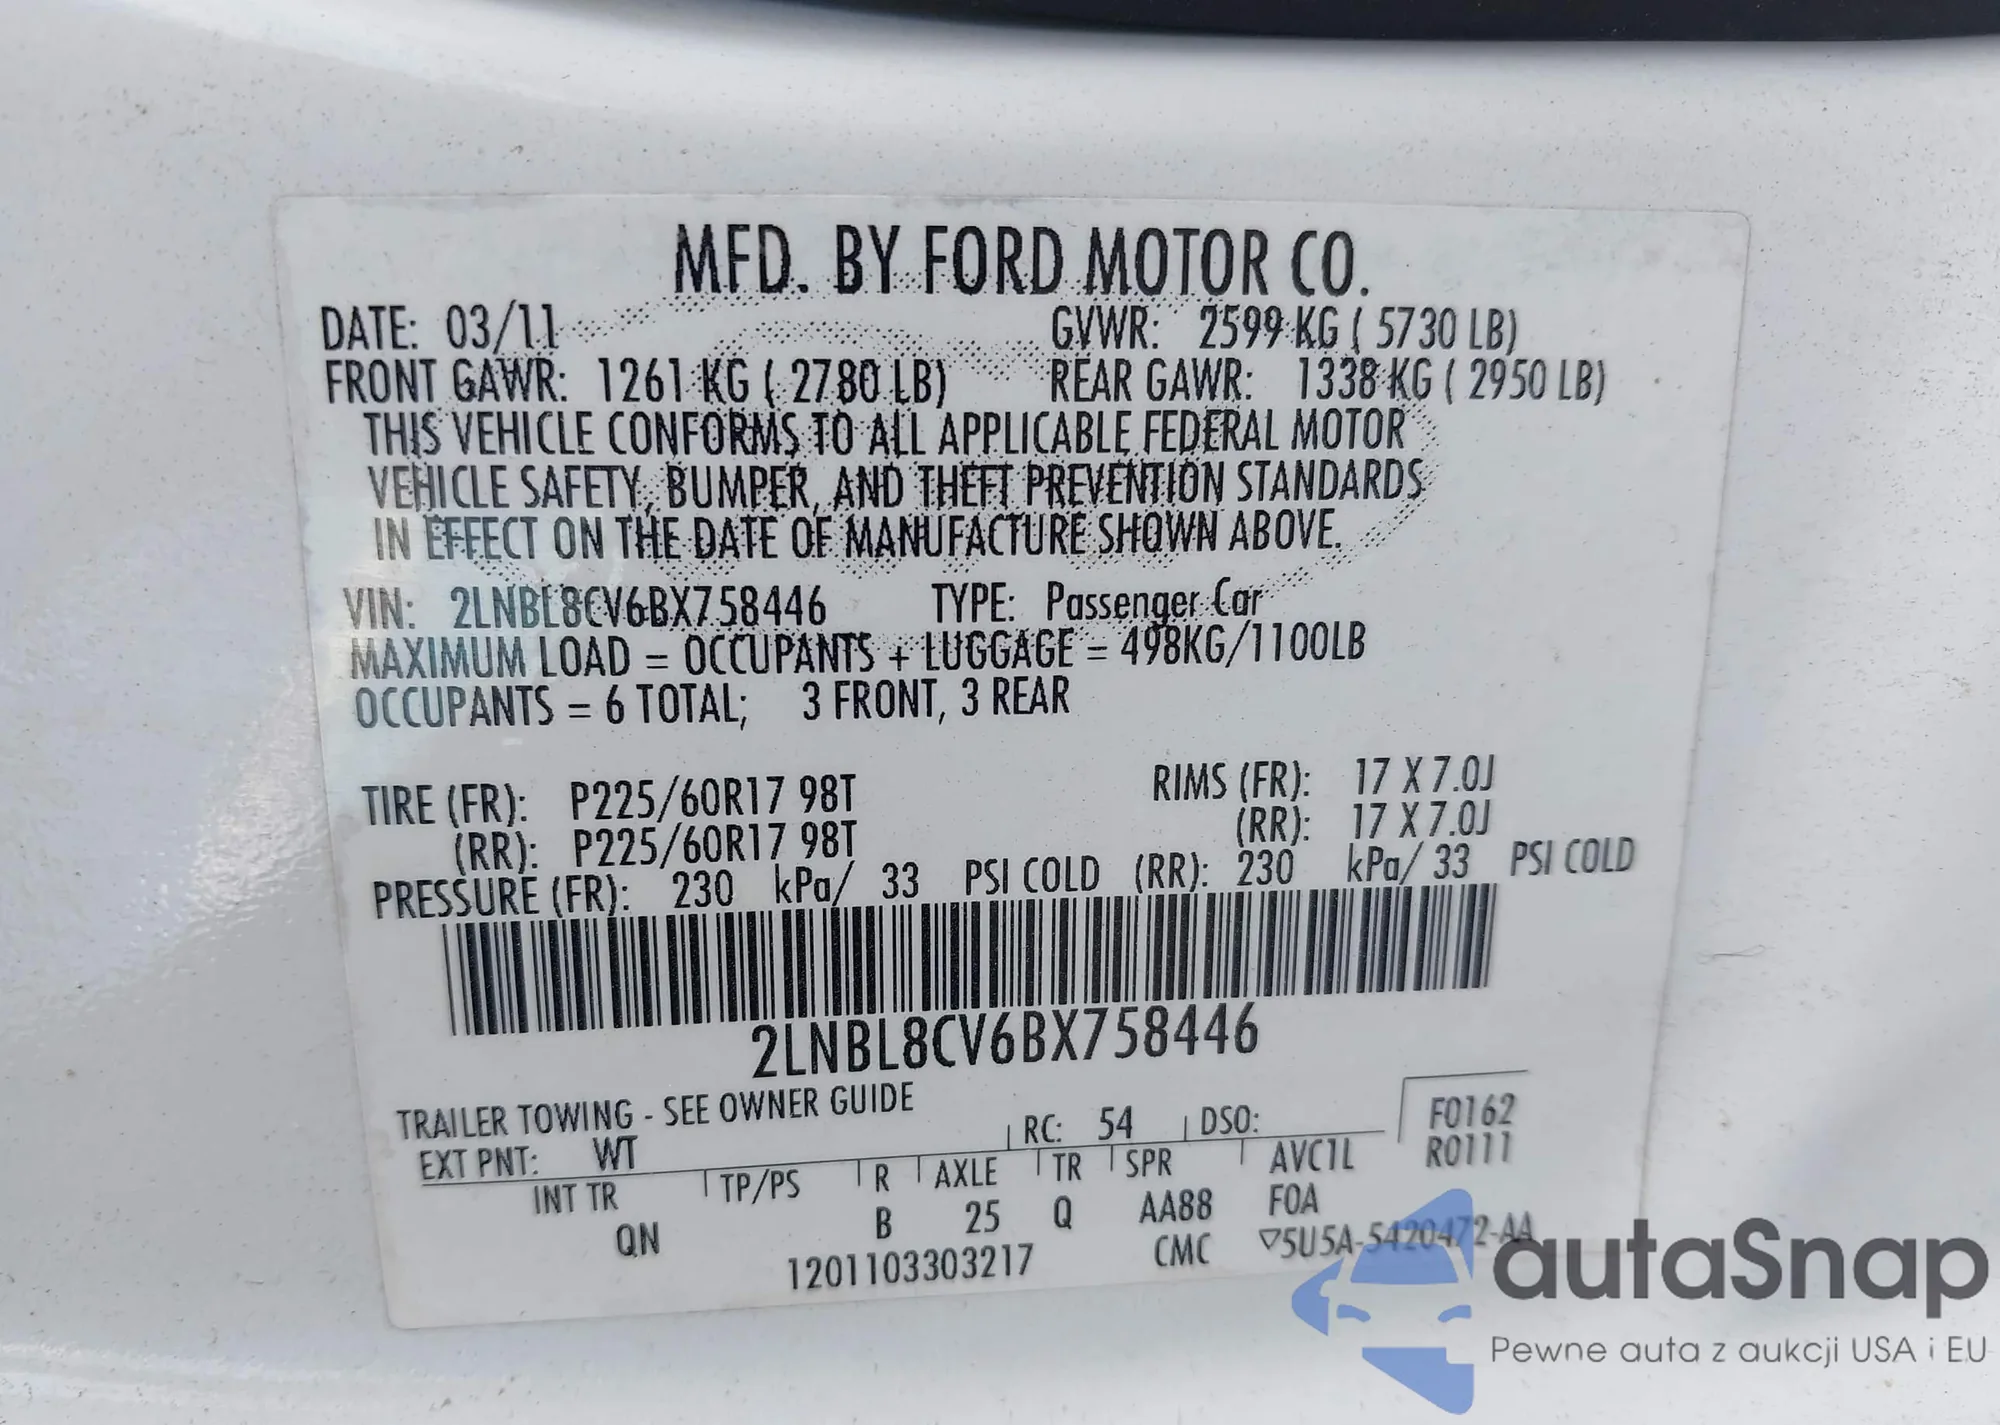 MFD. BY FORD MOTOR CO.
DATE: 03/11 GVWR: 2599 KG ( 5730 LB)
FRONT GAWR: 1261 KG ( 2780 LB) REAR GAWR: 1338 KG ( 2950 LB)
THIS VEHICLE CONFORMS TO ALL APPLICABLE FEDERAL MOTOR
VEHICLE SAFETY, BUMPER, AND THEFT PREVENTION STANDARDS
IN EFFECT ON THE DATE OF MANUFACTURE SHOWN ABOVE.
VIN: 2LNBL8CV6BX758446 TYPE: Passenger Car
MAXIMUM LOAD = OCCUPANTS + LUGGAGE = 498KG/1100LB
OCCUPANTS = 6 TOTAL; 3 FRONT, 3 REAR
TIRE (FR): P225/60R17 98T RIMS (FR): 17 X 7.0J
(RR): P225/60R17 98T (RR): 17 X 7.0J
PRESSURE (FR): 230 kPa/ 33 PSI COLD (RR): 230 kPa/ 33 PSI COLD
2LNBL8CV6BX758446
TRAILER TOWING - SEE OWNER GUIDE
EXT PNT: WT RC: 54 DSO: F0162
R0111
INT TR TP/PS R AXLE TR SPR AVC1L
QN B 25 Q AA88 FOA
1201103303217 CMC ▽5U5A-5420472-AA
autaSnap
Pewne auta z aukcji USA i EU